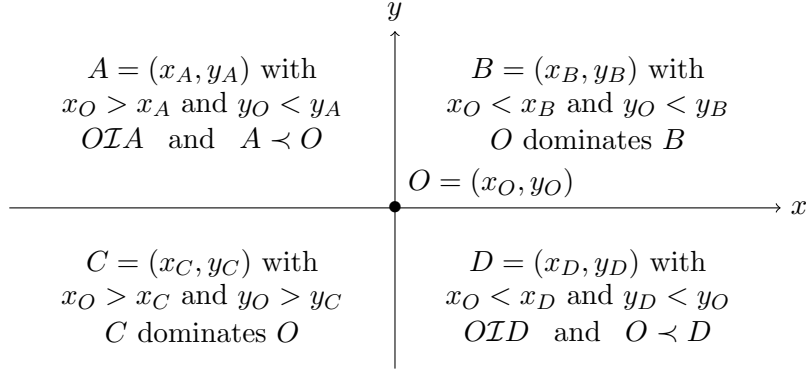 y
A = (x_A, y_A) with
x_O > x_A and y_O < y_A
O𝓘A and A ≺ O
B = (x_B, y_B) with
x_O < x_B and y_O < y_B
O dominates B
O = (x_O, y_O)
x
C = (x_C, y_C) with
x_O > x_C and y_O > y_C
C dominates O
D = (x_D, y_D) with
x_O < x_D and y_D < y_O
O𝓘D and O ≺ D